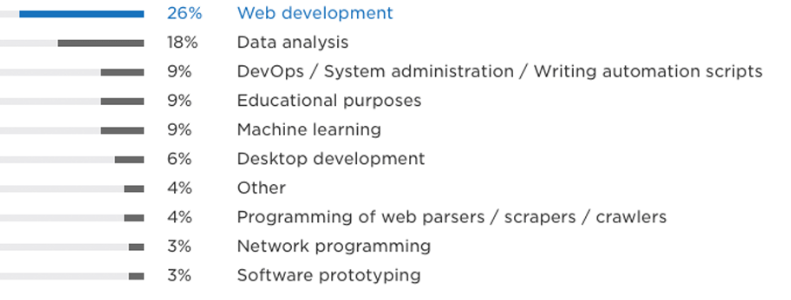 26% Web development
18% Data analysis
9% DevOps / System administration / Writing automation scripts
9% Educational purposes
9% Machine learning
6% Desktop development
4% Other
4% Programming of web parsers / scrapers / crawlers
3% Network programming
3% Software prototyping